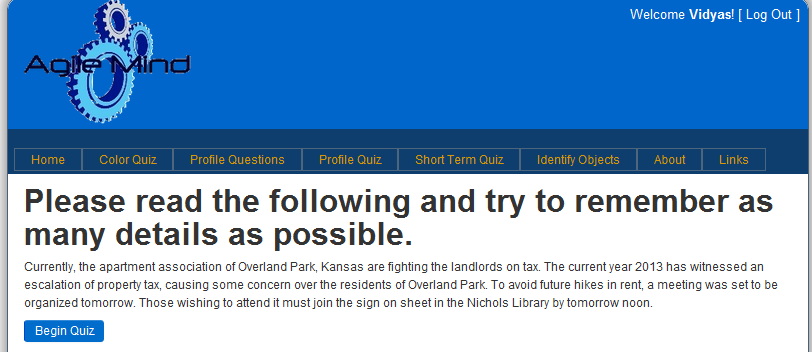 Welcome Vidyas! [ Log Out ]
Agile Mind
Home Color Quiz Profile Questions Profile Quiz Short Term Quiz Identify Objects About Links
Please read the following and try to remember as
many details as possible.
Currently, the apartment association of Overland Park, Kansas are fighting the landlords on tax. The current year 2013 has witnessed an
escalation of property tax, causing some concern over the residents of Overland Park. To avoid future hikes in rent, a meeting was set to be
organized tomorrow. Those wishing to attend it must join the sign on sheet in the Nichols Library by tomorrow noon.
Begin Quiz